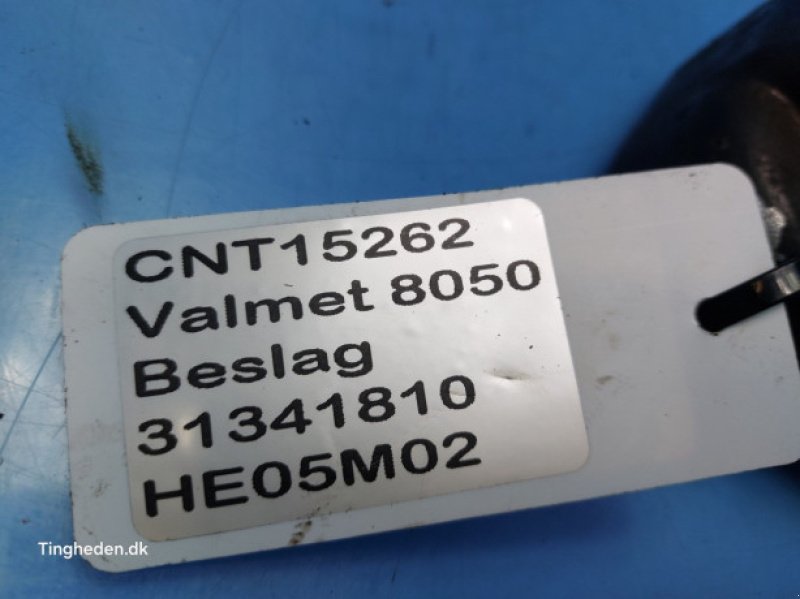 CNT15262
Valmet 8050
Beslag
31341810
HE05M02
Tingheden.dk